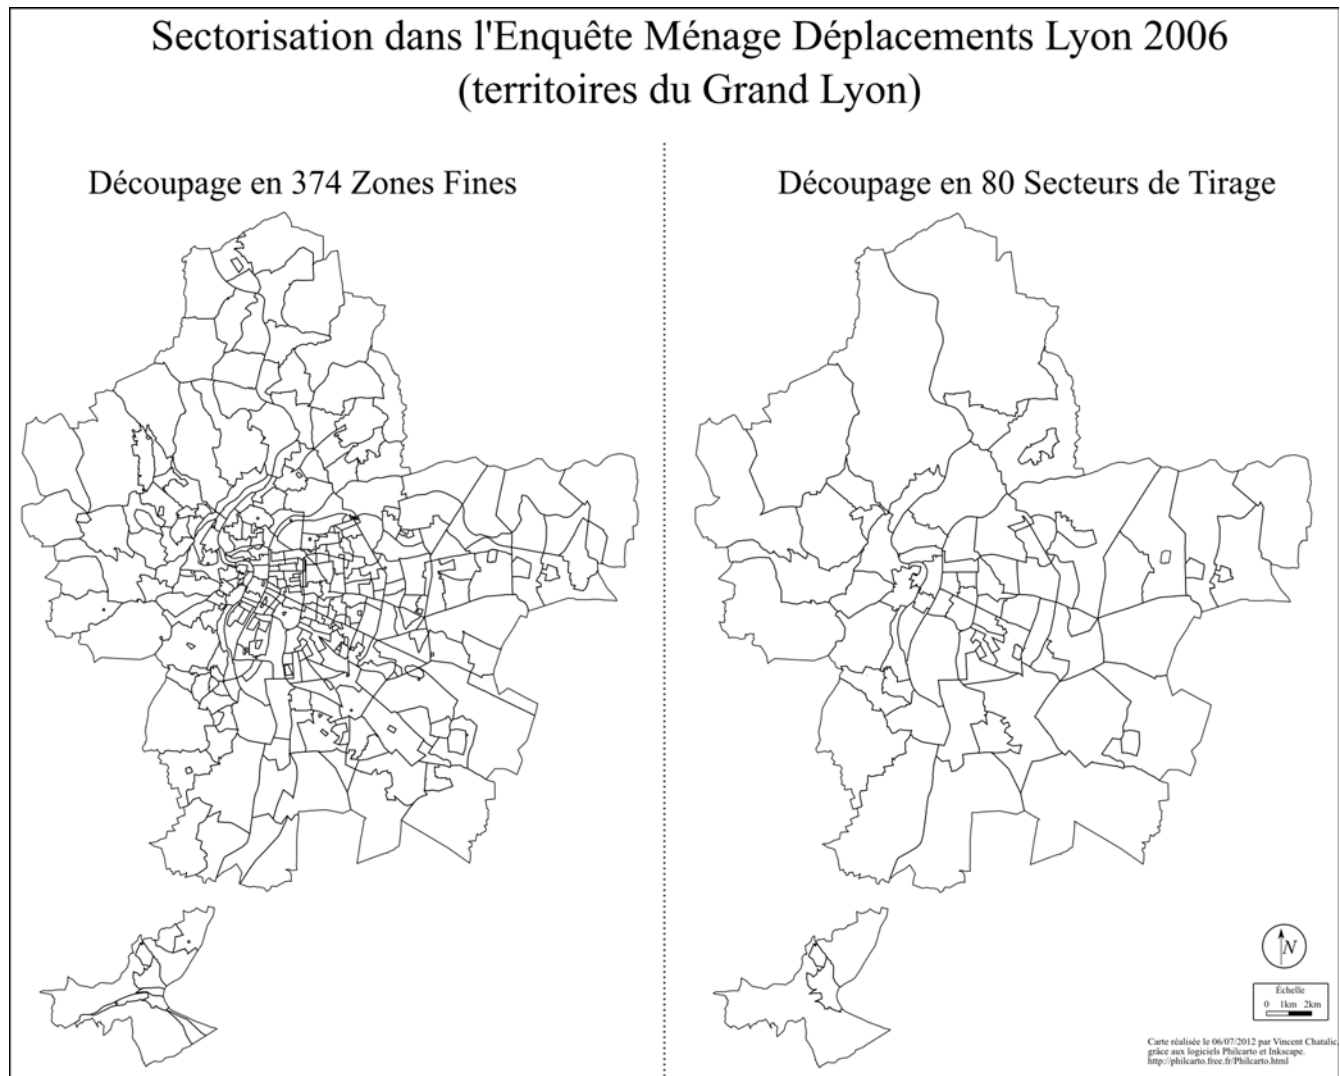 Sectorisation dans l'Enquête Ménage Déplacements Lyon 2006
(territoires du Grand Lyon)
Découpage en 374 Zones Fines
Découpage en 80 Secteurs de Tirage
N
Échelle
0 1km 2km
Carte réalisée le 06/07/2012 par Vincent Chatalic,
grâce aux logiciels Philcarto et Inkscape.
http://philcarto.free.fr/Philcarto.html